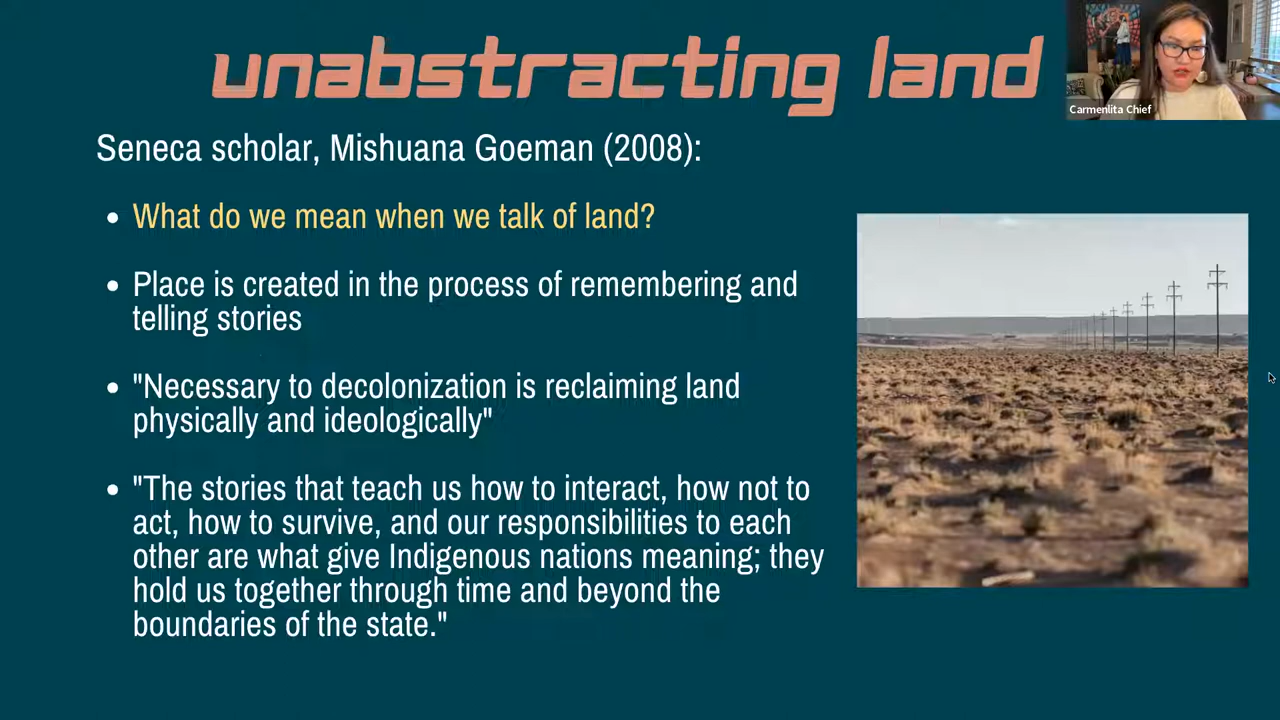 unabstracting land
Carmenlita Chief
Seneca scholar, Mishuana Goeman (2008):
• What do we mean when we talk of land?
• Place is created in the process of remembering and
telling stories
• "Necessary to decolonization is reclaiming land
physically and ideologically"
• "The stories that teach us how to interact, how not to
act, how to survive, and our responsibilities to each
other are what give Indigenous nations meaning; they
hold us together through time and beyond the
boundaries of the state."